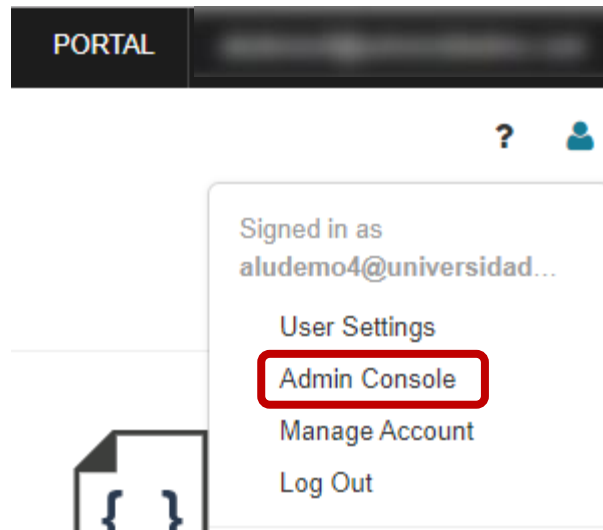 PORTAL
?
Signed in as
aludemo4@universidad...
User Settings
Admin Console
Manage Account
Log Out
{ }